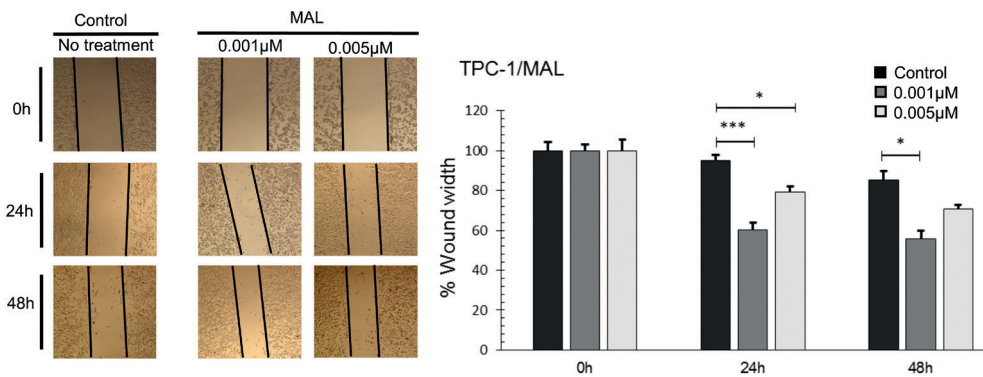 Control
MAL
No treatment
0.001μM
0.005μM
0h
24h
48h
TPC-1/MAL
Control
0.001μM
0.005μM
% Wound width
120
100
80
60
40
20
0
*
***
*
0h
24h
48h